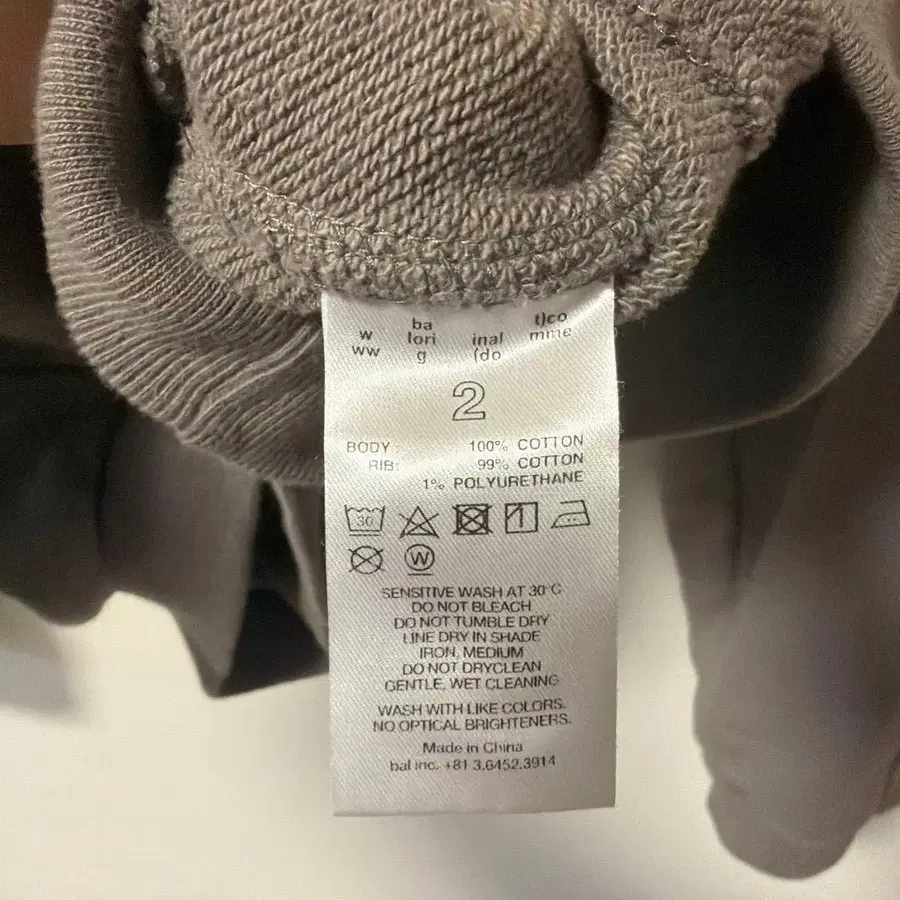 w ww
ba lori g
inal (do
t)co mme
2
BODY: 100% COTTON
RIB: 99% COTTON
1% POLYURETHANE
30
W
SENSITIVE WASH AT 30°C
DO NOT BLEACH
DO NOT TUMBLE DRY
LINE DRY IN SHADE
IRON, MEDIUM
DO NOT DRYCLEAN
GENTLE, WET CLEANING
WASH WITH LIKE COLORS.
NO OPTICAL BRIGHTENERS.
Made in China
bal inc. +81 3.6452.3914